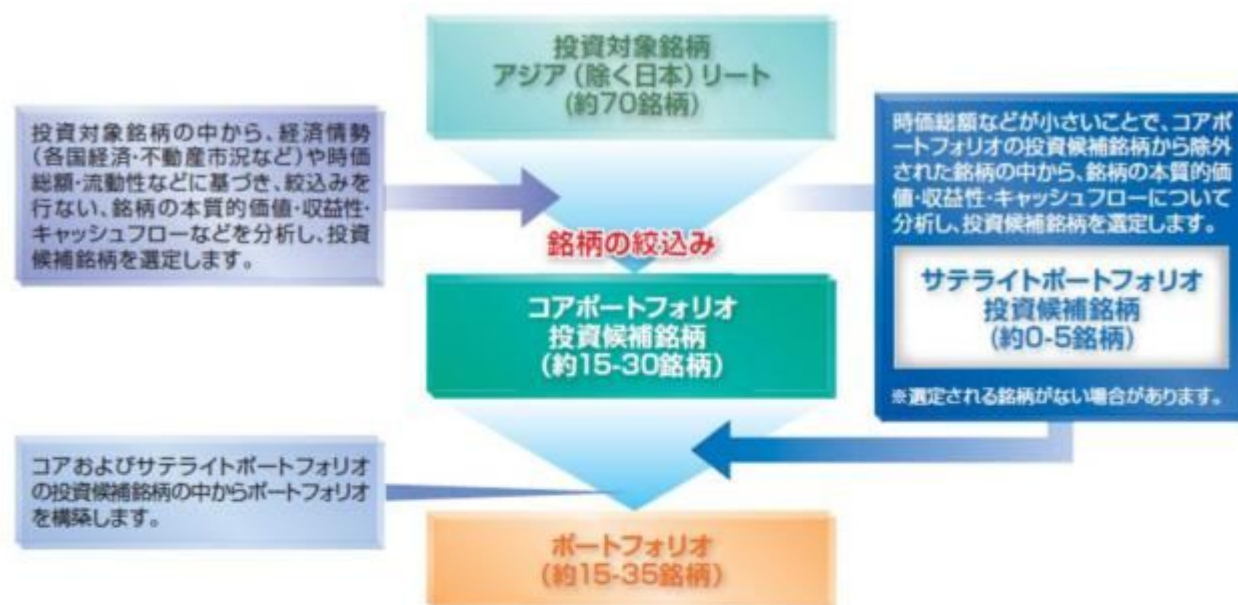 投資対象銘柄
アジア（除く日本）リート
（約70銘柄）
投資対象銘柄の中から、経済情勢
（各国経済・不動産市況など）や時価
総額・流動性などに基づき、絞込みを
行ない、銘柄の本質的価値・収益性・
キャッシュフローなどを分析し、投資
候補銘柄を選定します。
時価総額などが小さいことで、コアポ
ートフォリオの投資候補銘柄から除外
された銘柄の中から、銘柄の本質的価
値・収益性・キャッシュフローについて
分析し、投資候補銘柄を選定します。
サテライトポートフォリオ
投資候補銘柄
（約0-5銘柄）
※選定される銘柄がない場合があります。
銘柄の絞込み
コアポートフォリオ
投資候補銘柄
（約15-30銘柄）
コアおよびサテライトポートフォリオ
の投資候補銘柄の中からポートフォリオ
を構築します。
ポートフォリオ
（約15-35銘柄）